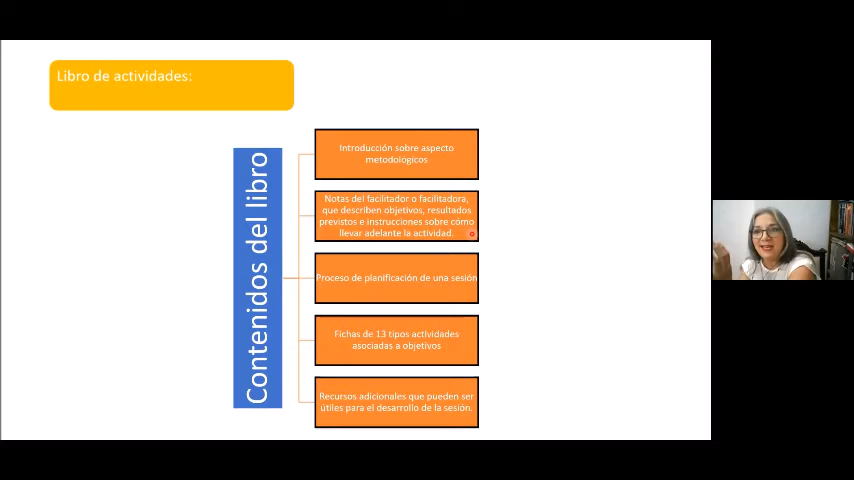 Libro de actividades:
Contenidos del libro
Introducción sobre aspecto
metodológicos
Notas del facilitador o facilitadora,
que describen objetivos, resultados
previstos e instrucciones sobre cómo
llevar adelante la actividad.
Proceso de planificación de una sesión
Fichas de 13 tipos actividades
asociadas a objetivos
Recursos adicionales que pueden ser
útiles para el desarrollo de la sesión.